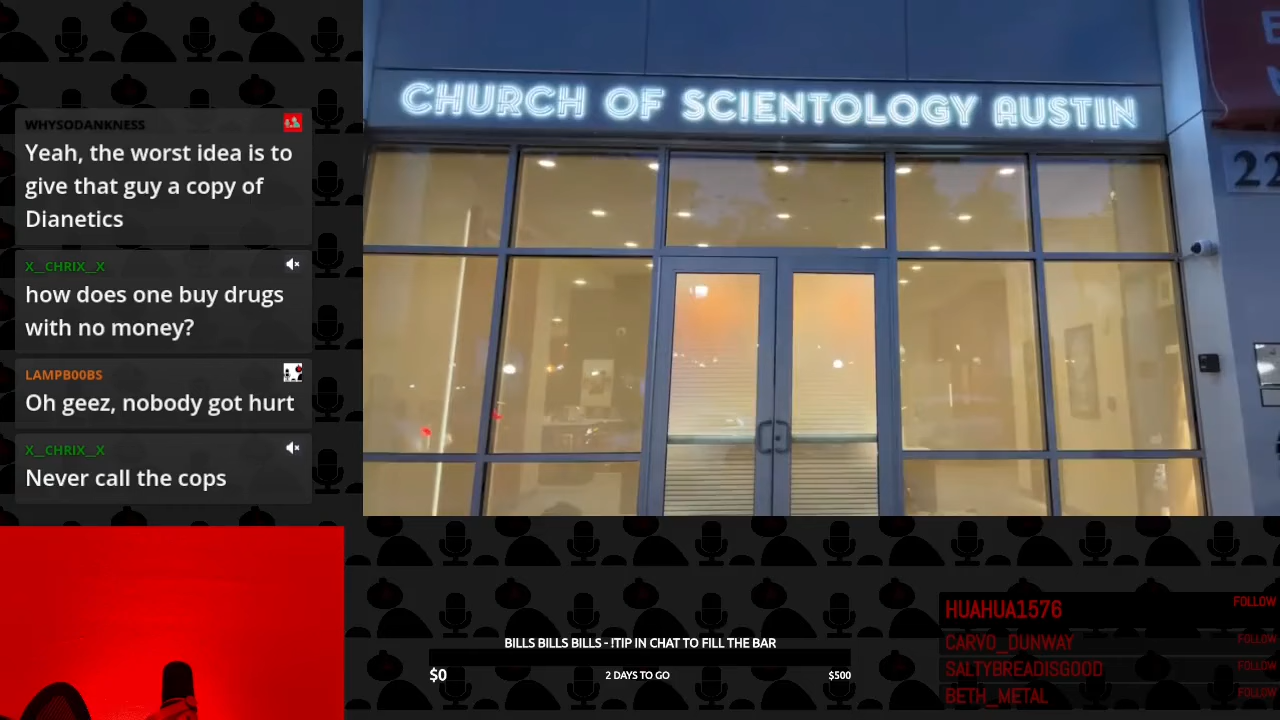 WHYSODANKNESS
Yeah, the worst idea is to
give that guy a copy of
Dianetics
X__CHRIX__X
how does one buy drugs
with no money?
LAMPB00BS
Oh geez, nobody got hurt
X__CHRIX__X
Never call the cops
CHURCH OF SCIENTOLOGY AUSTIN
22
BILLS BILLS BILLS - !TIP IN CHAT TO FILL THE BAR
$0
2 DAYS TO GO
$500
HUAHUA1576 FOLLOW
CARVO_DUNWAY FOLLOW
SALTYBREADISGOOD FOLLOW
BETH_METAL FOLLOW